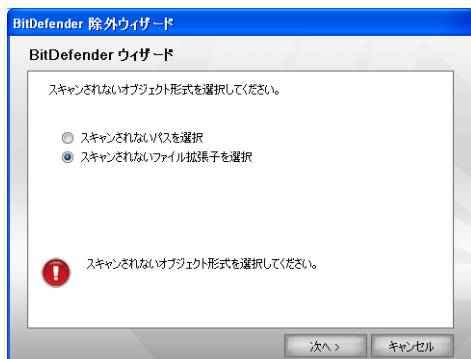 BitDefender 除外ウィザード
BitDefender ウィザード
スキャンされないオブジェクト形式を選択してください。
スキャンされないパスを選択
スキャンされないファイル拡張子を選択
スキャンされないオブジェクト形式を選択してください。
次へ >
キャンセル